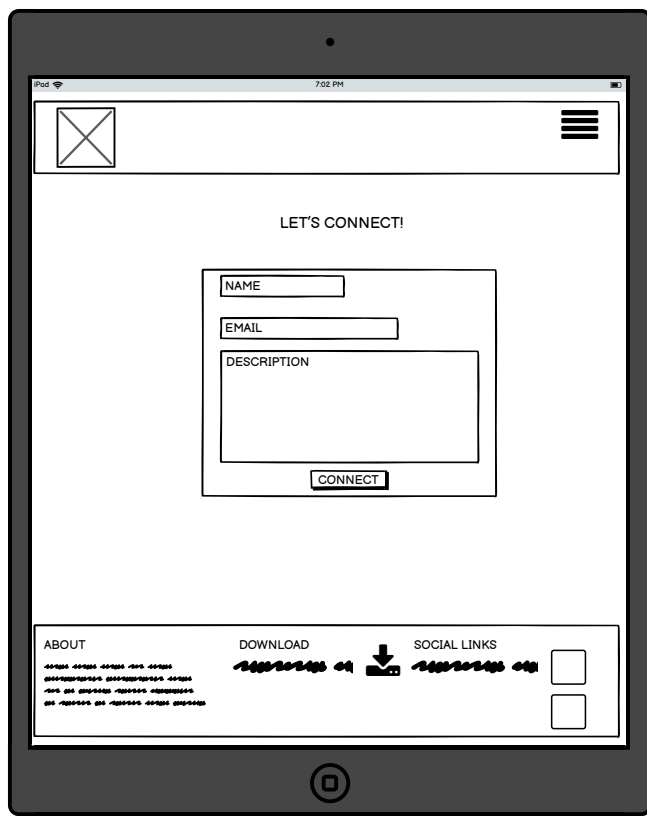 iPad 7:02 PM
LET'S CONNECT!
NAME
EMAIL
DESCRIPTION
CONNECT
ABOUT DOWNLOAD SOCIAL LINKS